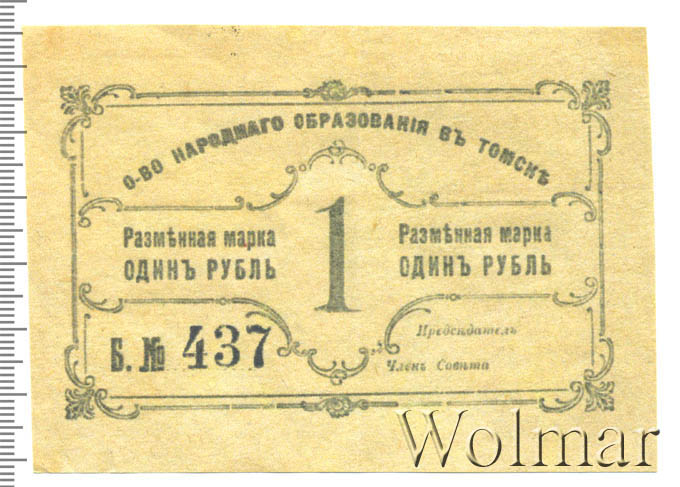 О-ВО НАРОДНАГО ОБРАЗОВАНІЯ ВЪ ТОМСКѢ
Размѣнная марка
ОДИНЪ РУБЛЬ
1
Размѣнная марка
ОДИНЪ РУБЛЬ
Б. № 437
Предсѣдатель
Членъ Совѣта
Wolmar